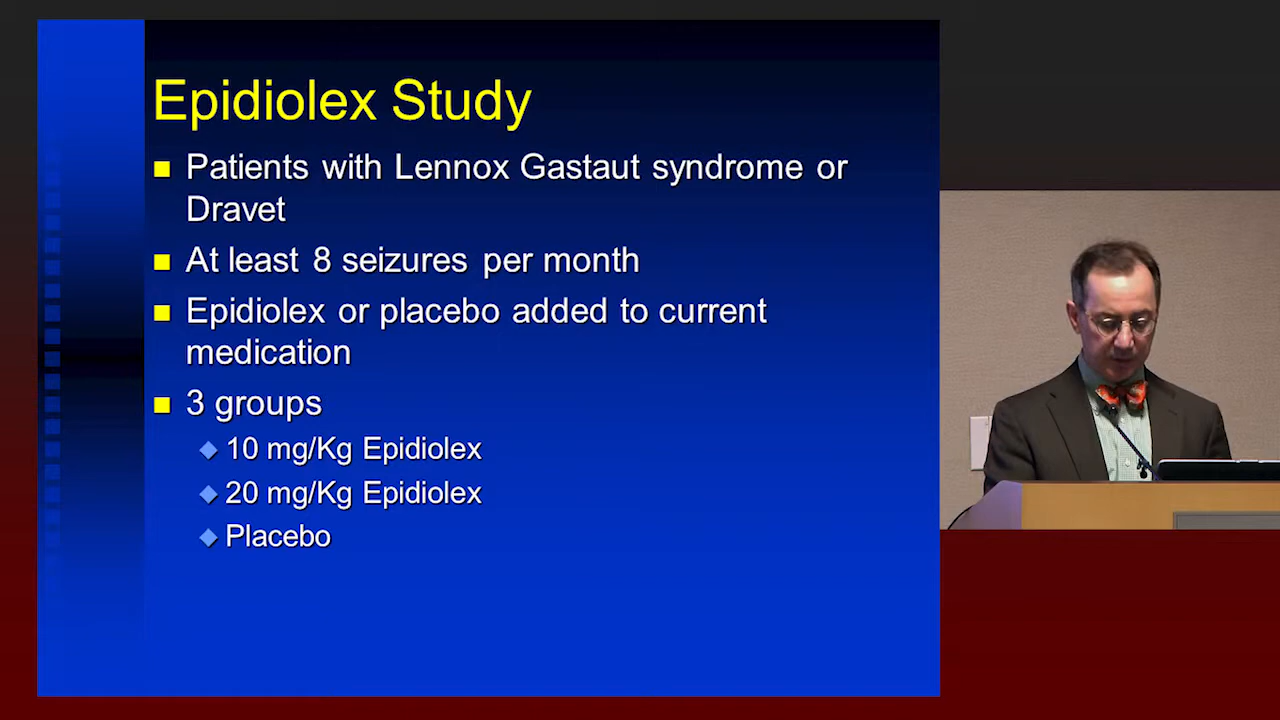 Epidiolex Study
Patients with Lennox Gastaut syndrome or
Dravet
At least 8 seizures per month
Epidiolex or placebo added to current
medication
3 groups
10 mg/Kg Epidiolex
20 mg/Kg Epidiolex
Placebo